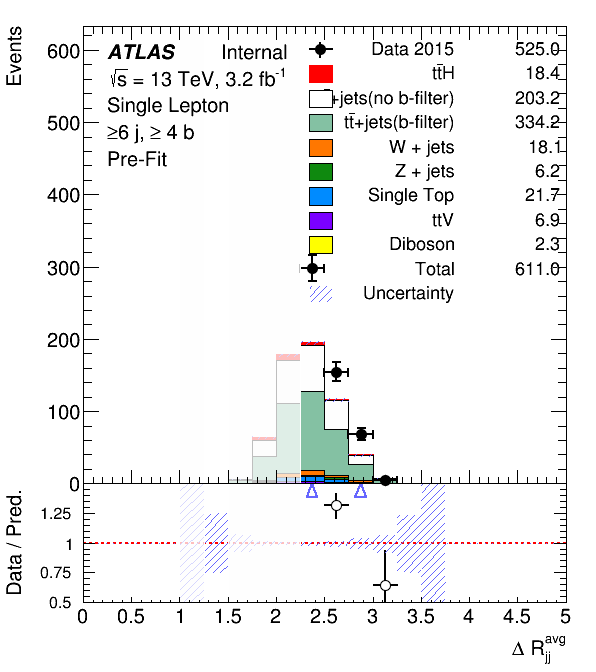 Events
ATLAS Internal
√s = 13 TeV, 3.2 fb-1
Single Lepton
≥6 j, ≥ 4 b
Pre-Fit
Data 2015 525.0
tt̄H 18.4
+jets(no b-filter) 203.2
tt̄+jets(b-filter) 334.2
W + jets 18.1
Z + jets 6.2
Single Top 21.7
ttV 6.9
Diboson 2.3
Total 611.0
Uncertainty
600
500
400
300
200
100
0
Data / Pred.
1.25
1
0.75
0.5
0 0.5 1 1.5 2 2.5 3 3.5 4 4.5 5
Δ R avg jj